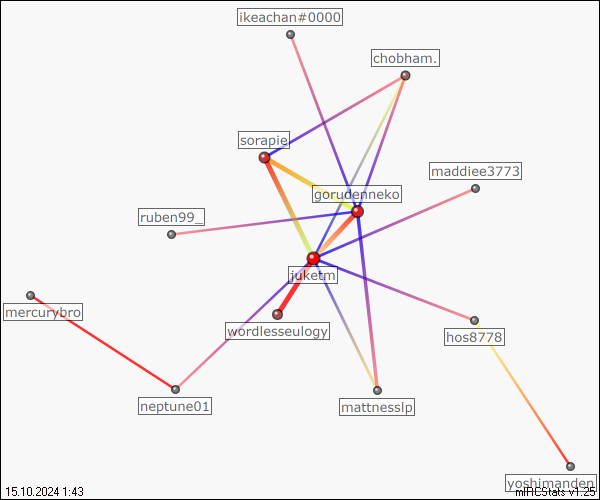 ikeachan#0000
chobham.
sorapie
maddiee3773
gorudenneko
ruben99_
juketm
mercurybro
wordlesseulogy
hos8778
neptune01
mattnesslp
yoshimanden
15.10.2024 1:43
mIRCStats v1.25